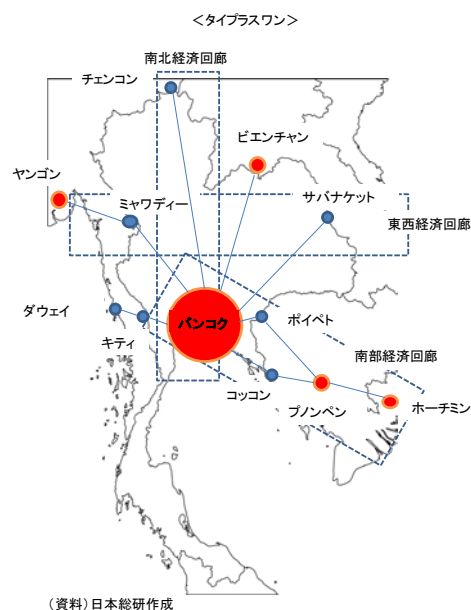 ＜タイプラスワン＞
南北経済回廊
チェンコン
ビエンチャン
ヤンゴン
ミャワディー
サバナケット
東西経済回廊
ダウェイ
バンコク
ポイペト
キティ
南部経済回廊
コッコン
プノンペン
ホーチミン
（資料）日本総研作成